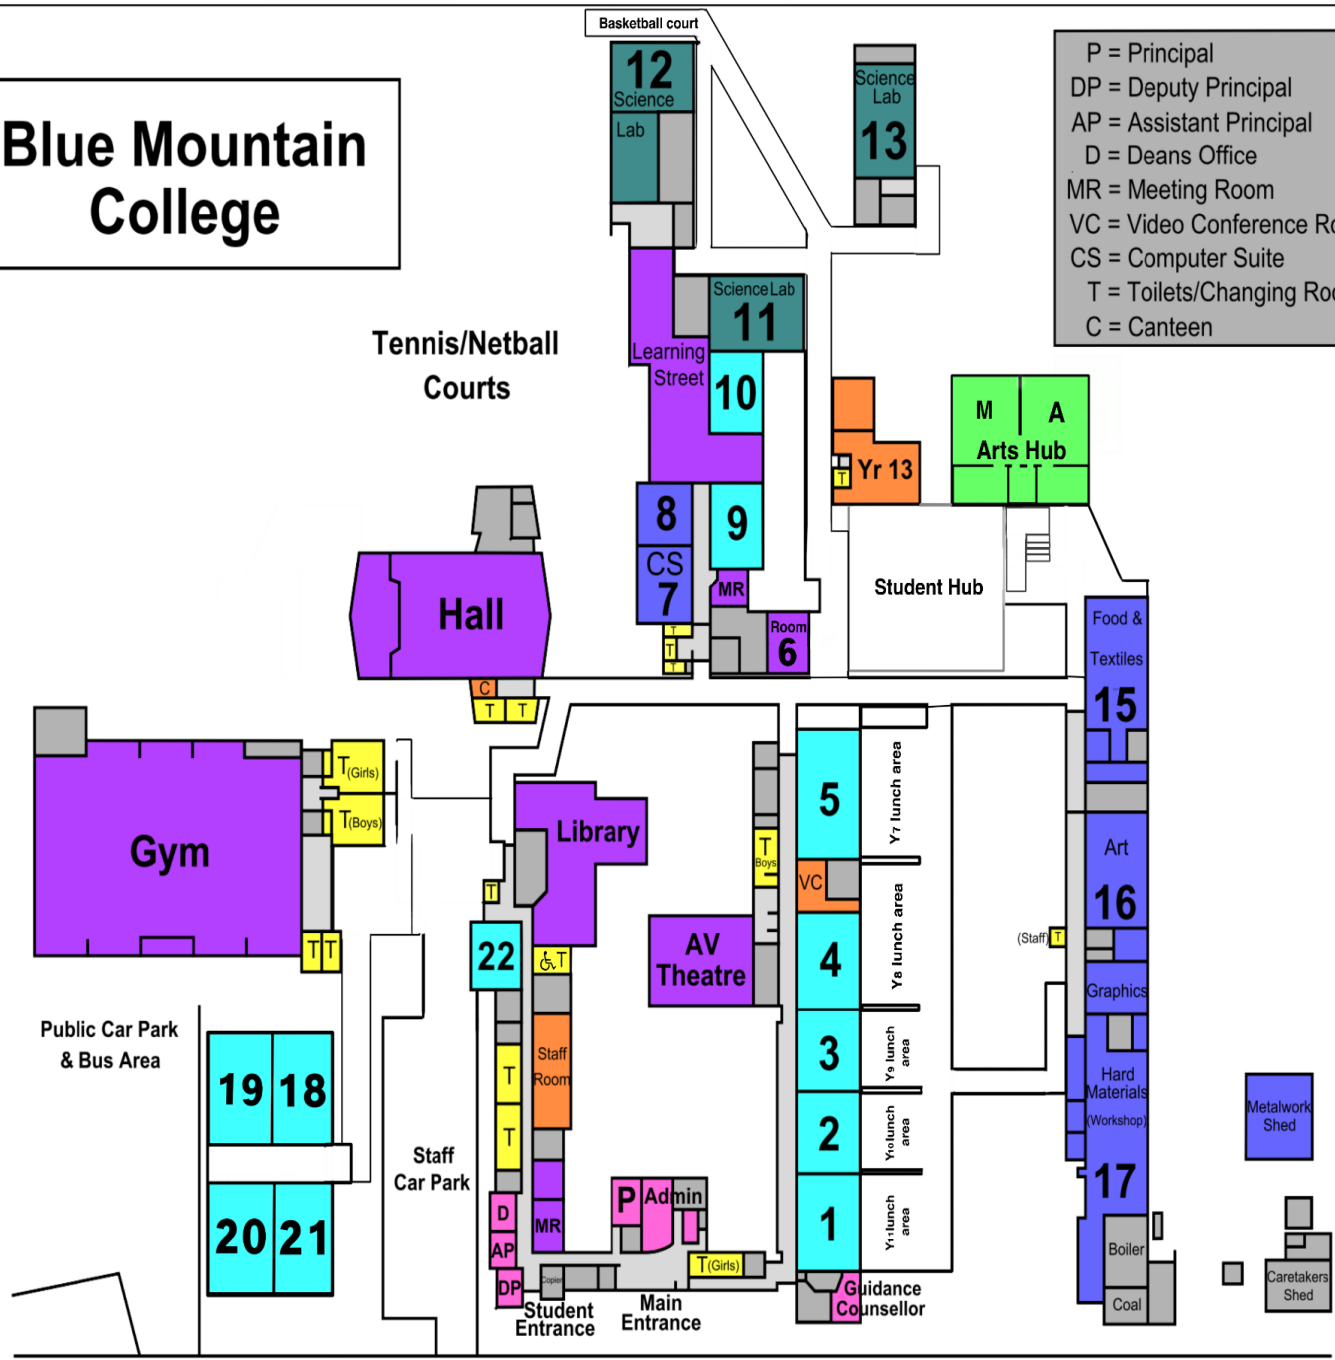 Basketball court
Blue Mountain
College
P = Principal
DP = Deputy Principal
AP = Assistant Principal
D = Deans Office
MR = Meeting Room
VC = Video Conference Ro
CS = Computer Suite
T = Toilets/Changing Roo
C = Canteen
12
Science
Lab
Science
Lab
13
Tennis/Netball
Courts
Science Lab
11
Learning
Street
10
Yr 13
T
M
A
Arts Hub
8
9
CS
7
MR
Room
6
T
T
T
Student Hub
Hall
C
T
T
Food &
Textiles
15
Gym
T(Girls)
T(Boys)
T
T
Library
T
22
T
T
Boys
AV
Theatre
5
VC
4
3
2
1
Y7 lunch area
Y8 lunch area
Y9 lunch
area
Y10lunch
area
Y11lunch
area
Art
16
(Staff)
T
Graphics
Hard
Materials
(Workshop)
17
Metalwork
Shed
Boiler
Coal
Caretakers
Shed
Public Car Park
& Bus Area
19
18
20
21
Staff
Car Park
Staff
Room
T
T
D
AP
DP
MR
P
Admin
T(Girls)
Copier
Student
Entrance
Main
Entrance
Guidance
Counsellor